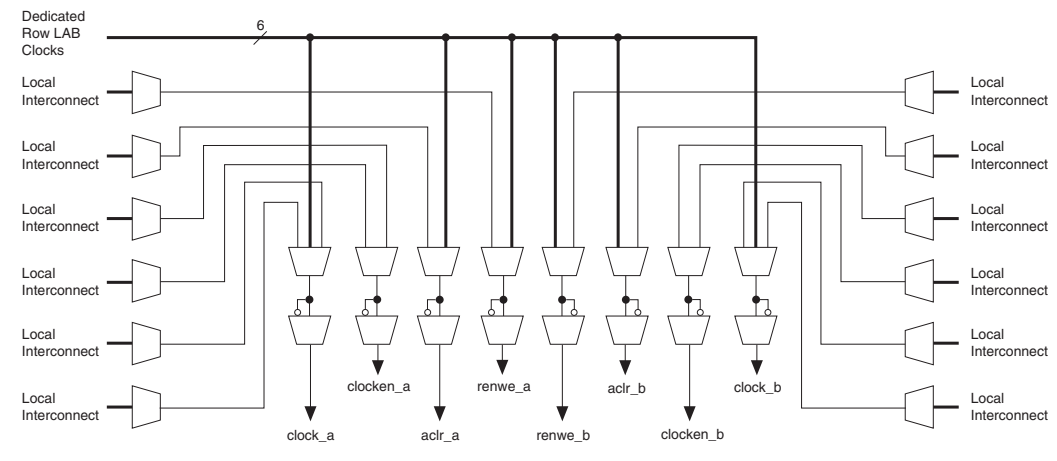 Dedicated
Row LAB
Clocks
6
Local
Interconnect
Local
Interconnect
Local
Interconnect
Local
Interconnect
Local
Interconnect
Local
Interconnect
Local
Interconnect
Local
Interconnect
Local
Interconnect
Local
Interconnect
Local
Interconnect
Local
Interconnect
clocken_a
renwe_a
aclr_b
clock_b
clock_a
aclr_a
renwe_b
clocken_b